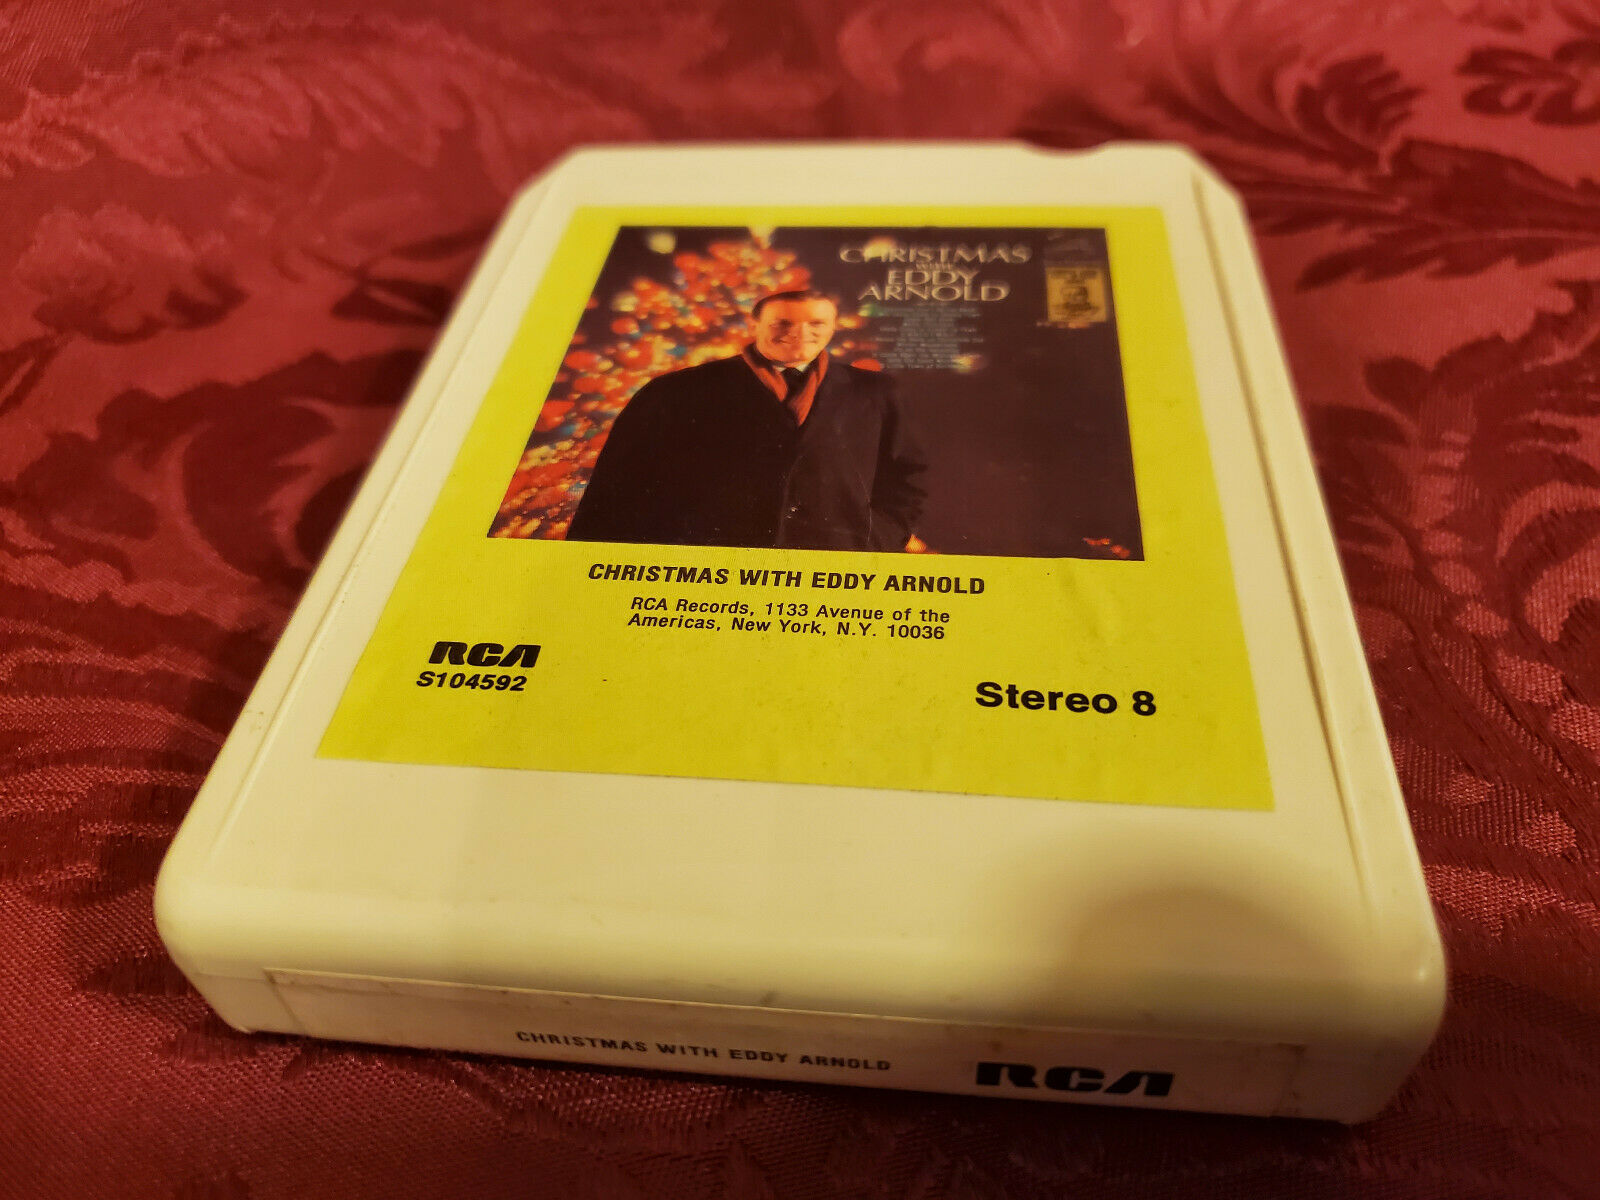 CHRISTMAS
WITH
EDDY
ARNOLD
CHRISTMAS WITH EDDY ARNOLD
RCA Records, 1133 Avenue of the
Americas, New York, N.Y. 10036
RCA
S104592
Stereo 8
CHRISTMAS WITH EDDY ARNOLD
RCA